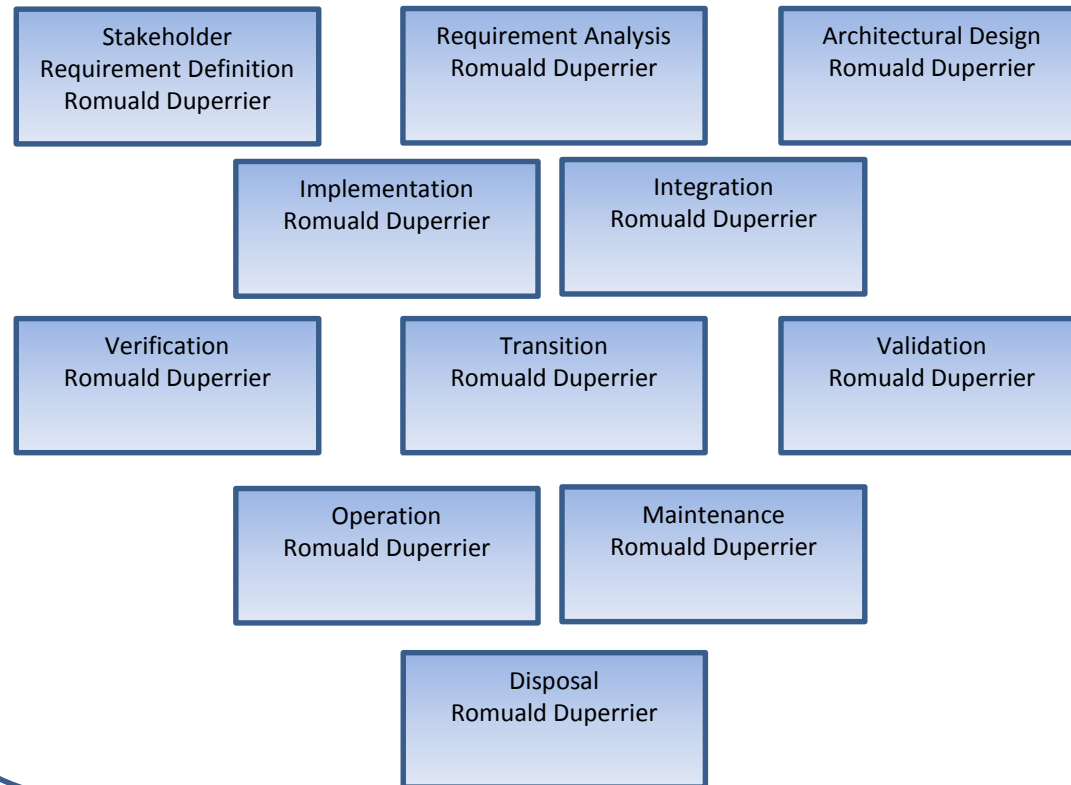 Stakeholder
Requirement Definition
Romuald Duperrier
Requirement Analysis
Romuald Duperrier
Architectural Design
Romuald Duperrier
Implementation
Romuald Duperrier
Integration
Romuald Duperrier
Verification
Romuald Duperrier
Transition
Romuald Duperrier
Validation
Romuald Duperrier
Operation
Romuald Duperrier
Maintenance
Romuald Duperrier
Disposal
Romuald Duperrier